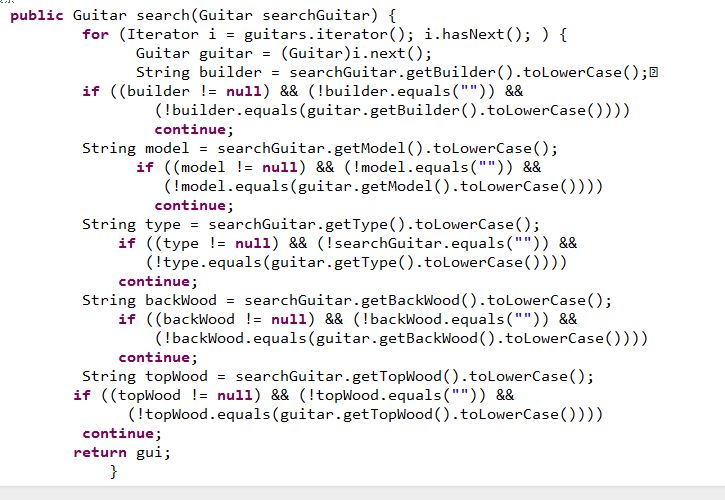 public Guitar search(Guitar searchGuitar) {
for (Iterator i = guitars.iterator(); i.hasNext(); ) {
Guitar guitar = (Guitar)i.next();
String builder = searchGuitar.getBuilder().toLowerCase();
if ((builder != null) && (!builder.equals("")) &&
(!builder.equals(guitar.getBuilder().toLowerCase())))
continue;
String model = searchGuitar.getModel().toLowerCase();
if ((model != null) && (!model.equals("")) &&
(!model.equals(guitar.getModel().toLowerCase())))
continue;
String type = searchGuitar.getType().toLowerCase();
if ((type != null) && (!searchGuitar.equals("")) &&
(!type.equals(guitar.getType().toLowerCase())))
continue;
String backWood = searchGuitar.getBackWood().toLowerCase();
if ((backWood != null) && (!backWood.equals("")) &&
(!backWood.equals(guitar.getBackWood().toLowerCase())))
continue;
String topWood = searchGuitar.getTopWood().toLowerCase();
if ((topWood != null) && (!topWood.equals("")) &&
(!topWood.equals(guitar.getTopWood().toLowerCase())))
continue;
return gui;
}